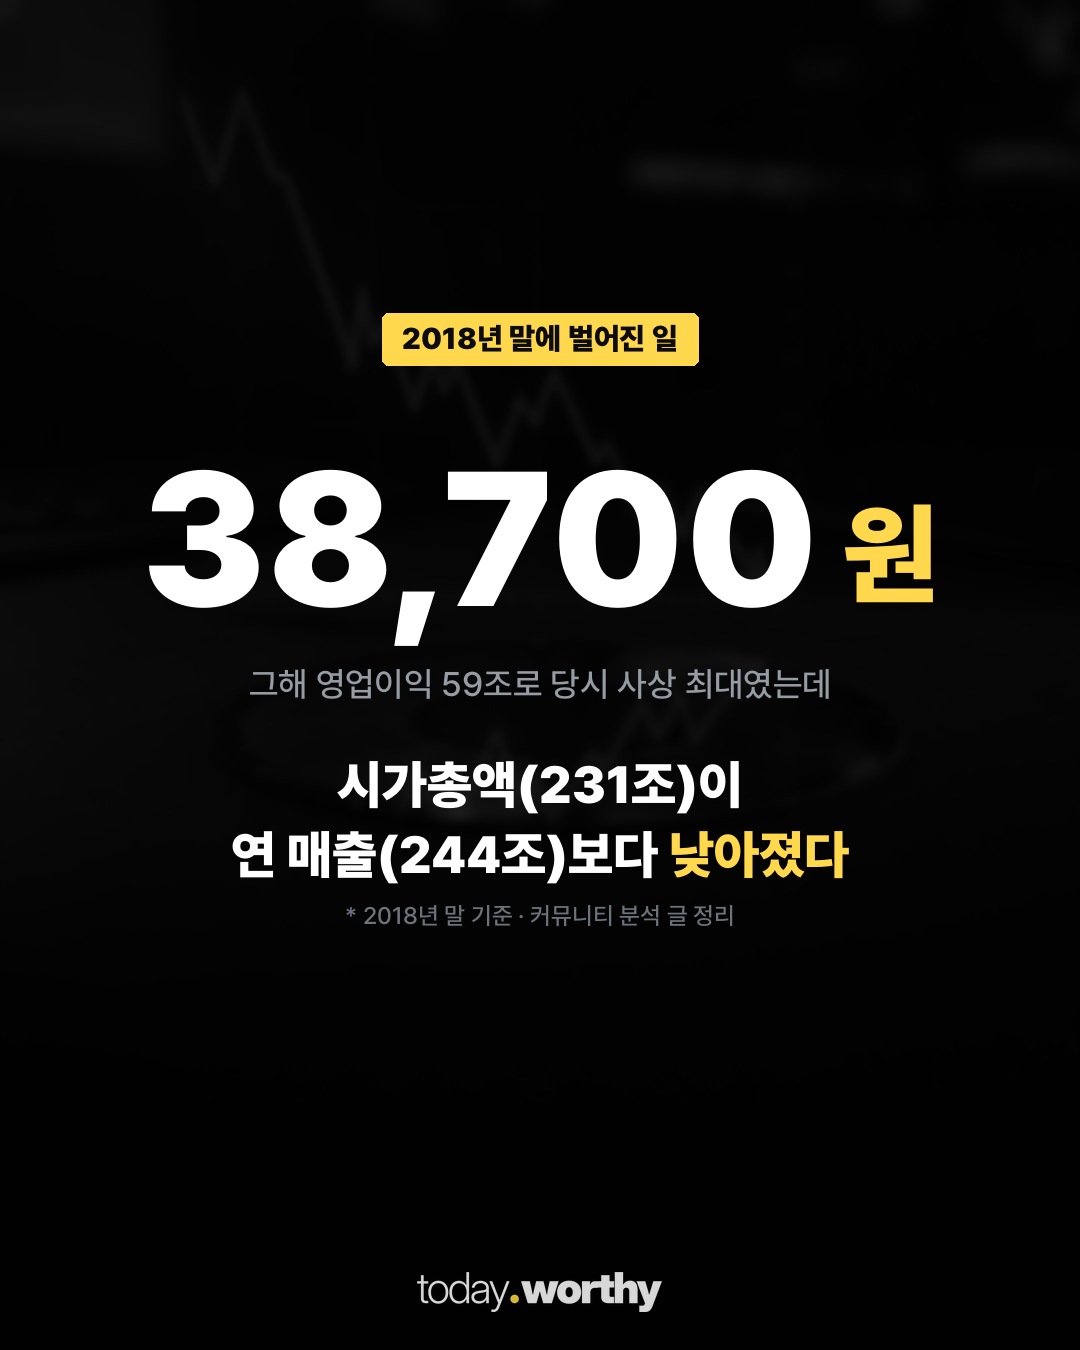 2018년 말에 벌어진 일
38,700 원
그해 영업이익 59조로 당시 사상 최대였는데
시가총액(231조)이
연 매출(244조)보다 낮아졌다
* 2018년 말 기준 · 커뮤니티 분석 글 정리
today.worthy